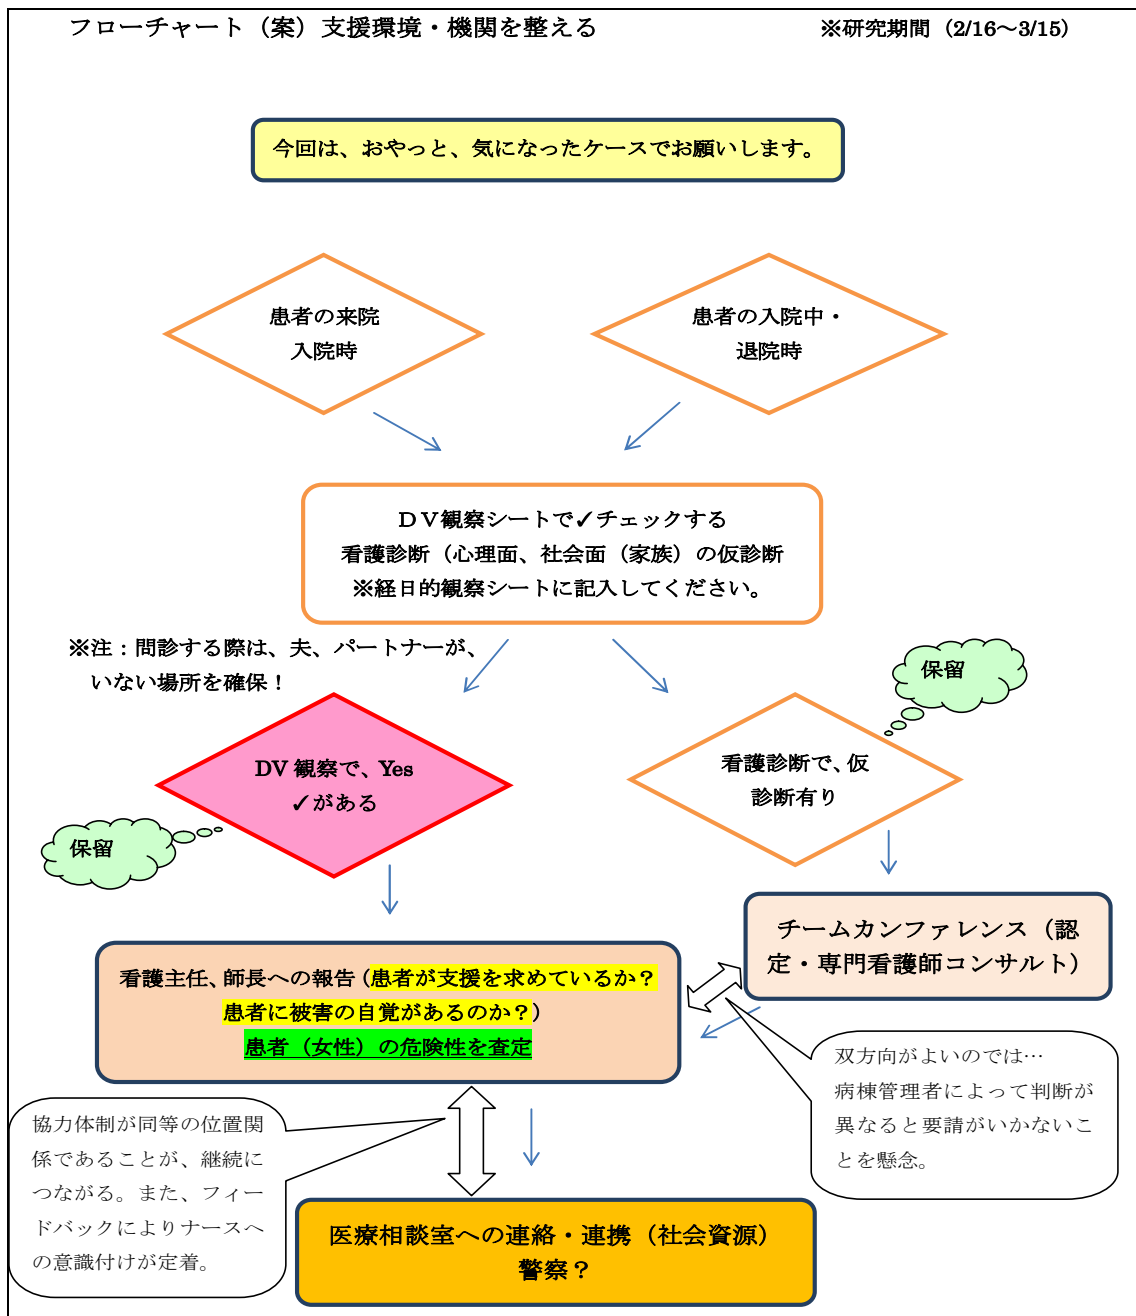 フローチャート（案）支援環境・機関を整える
※研究期間（2/16～3/15）
今回は、おやっと、気になったケースでお願いします。
患者の来院
入院時
患者の入院中・
退院時
ＤＶ観察シートで✓チェックする
看護診断（心理面、社会面（家族）の仮診断
※経日的観察シートに記入してください。
※注：問診する際は、夫、パートナーが、
いない場所を確保！
保留
DV 観察で、Yes
✓がある
看護診断で、仮
診断有り
保留
チームカンファレンス（認
定・専門看護師コンサルト）
看護主任、師長への報告（患者が支援を求めているか？
患者に被害の自覚があるのか？）
患者（女性）の危険性を査定
双方向がよいのでは…
病棟管理者によって判断が
異なると要請がいかないこ
とを懸念。
協力体制が同等の位置関
係であることが、継続に
つながる。また、フィー
ドバックによりナースへ
の意識付けが定着。
医療相談室への連絡・連携（社会資源）
警察？